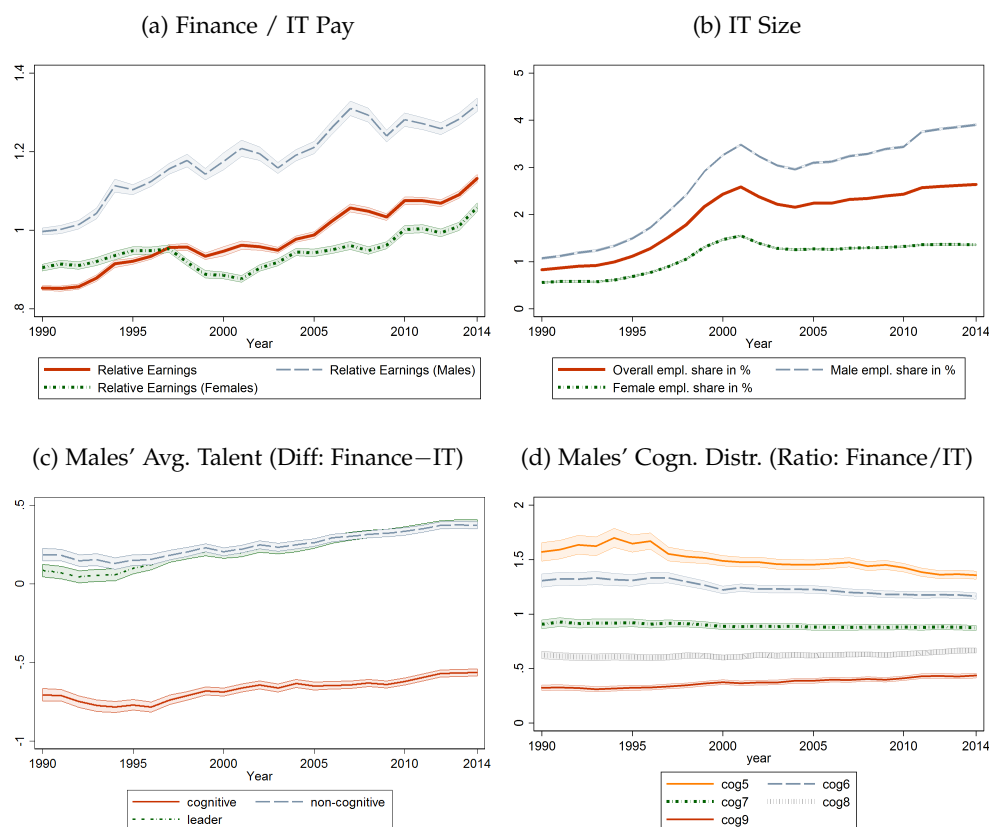 (a) Finance / IT Pay
1.4
1.2
1
.8
1990 1995 2000 2005 2010 2014
Year
Relative Earnings
Relative Earnings (Males)
Relative Earnings (Females)
(b) IT Size
5
4
3
2
1
0
1990 1995 2000 2005 2010 2014
Year
Overall empl. share in %
Male empl. share in %
Female empl. share in %
(c) Males' Avg. Talent (Diff: Finance−IT)
.5
0
-.5
-1
1990 1995 2000 2005 2010 2014
Year
cognitive
non-cognitive
leader
(d) Males' Cogn. Distr. (Ratio: Finance/IT)
2
1.5
1
.5
0
1990 1995 2000 2005 2010 2014
year
cog5
cog6
cog7
cog8
cog9